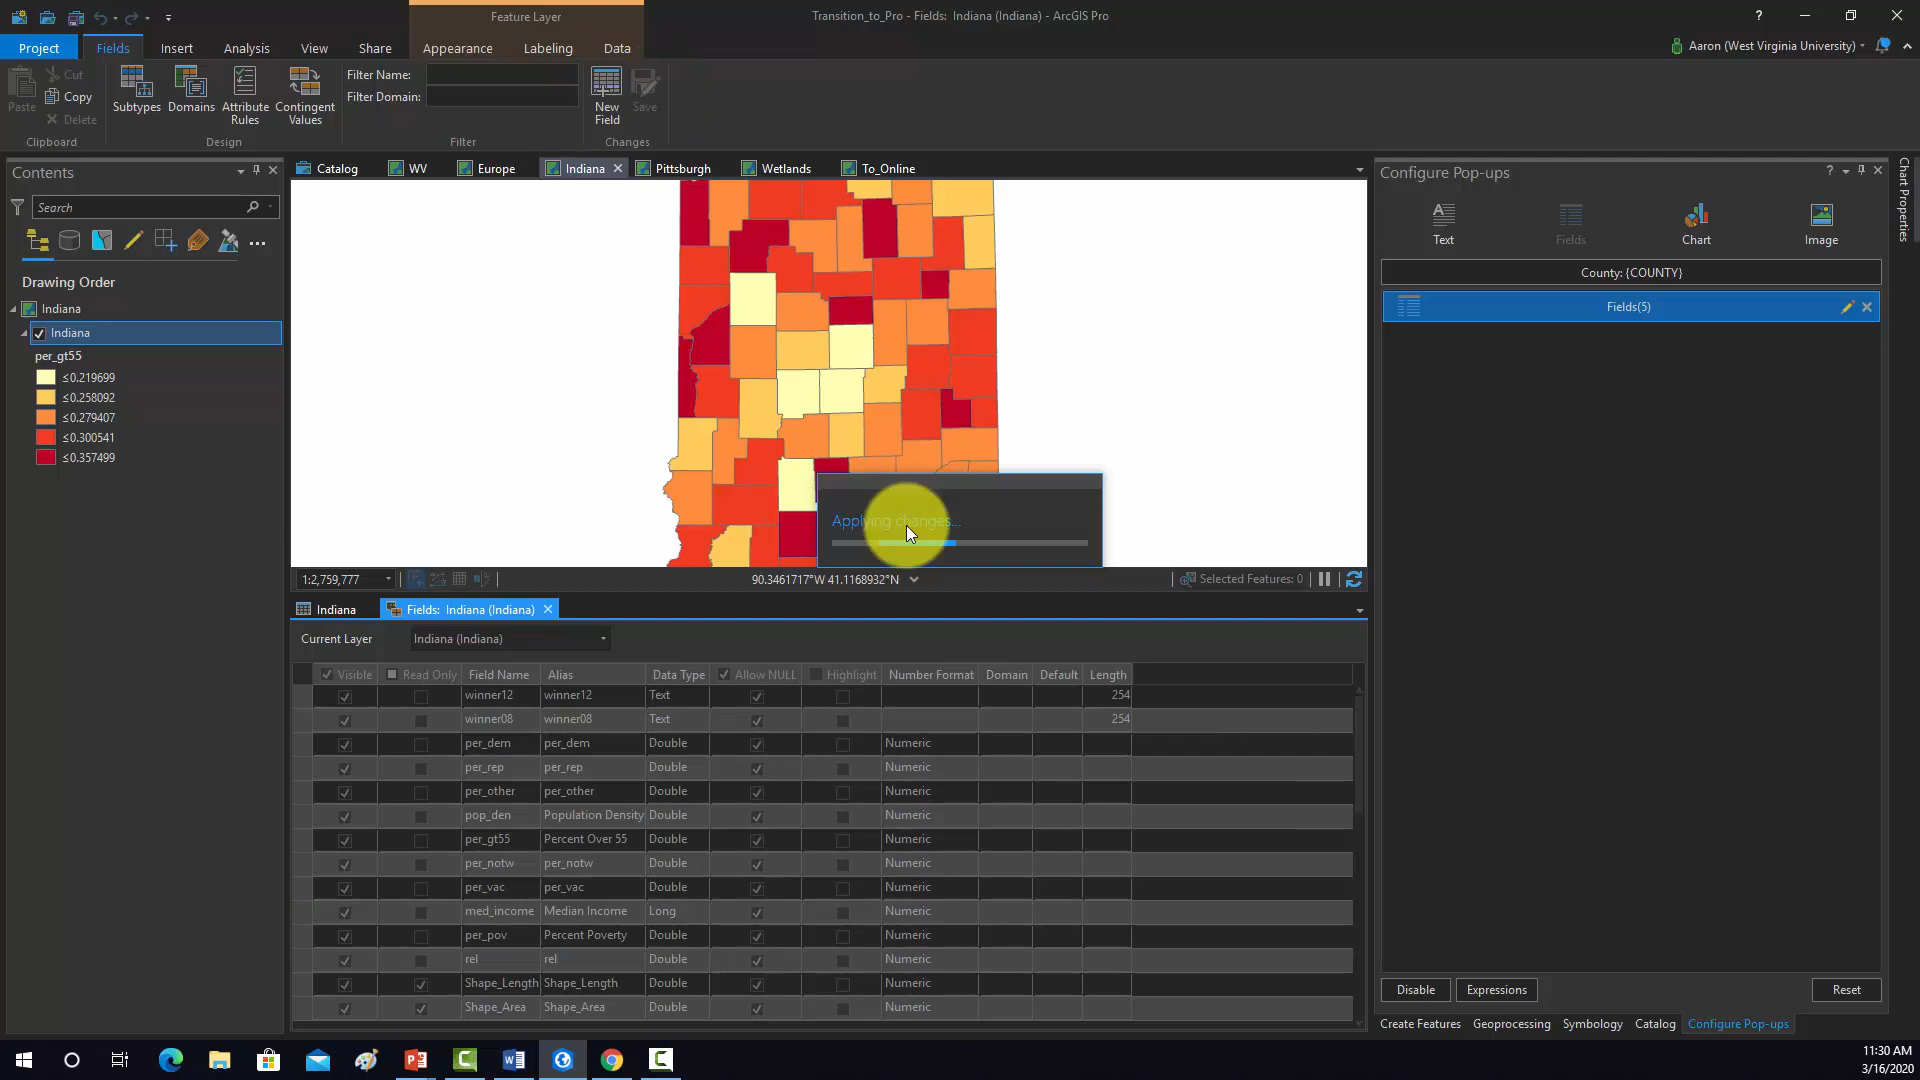 Feature Layer
Transition_to_Pro - Fields:  Indiana (Indiana) - ArcGIS Pro
?
Project
Fields
Insert
Analysis
View
Share
Appearance
Labeling
Data
Aaron (West Virginia University)
Paste
Cut
Copy
Delete
Clipboard
Subtypes
Domains
Attribute
Rules
Contingent
Values
Design
Filter Name:
Filter Domain:
Filter
New
Field
Save
Changes
Contents
Search
Drawing Order
Indiana
Indiana
per_gt55
≤0.219699
≤0.258092
≤0.279407
≤0.300541
≤0.357499
Catalog
WV
Europe
Indiana
Pittsburgh
Wetlands
To_Online
Applying changes...
1:2,759,777
90.3461717°W 41.1168932°N
Selected Features: 0
Indiana
Fields:  Indiana (Indiana)
Current Layer
Indiana (Indiana)
Visible Read Only Field Name Alias Data Type Allow NULL Highlight Number Format Domain Default Length
winner12 winner12 Text 254
winner08 winner08 Text 254
per_dem per_dem Double Numeric
per_rep per_rep Double Numeric
per_other per_other Double Numeric
pop_den Population Density Double Numeric
per_gt55 Percent Over 55 Double Numeric
per_notw per_notw Double Numeric
per_vac per_vac Double Numeric
med_income Median Income Long Numeric
per_pov Percent Poverty Double Numeric
rel rel Double Numeric
Shape_Length Shape_Length Double Numeric
Shape_Area Shape_Area Double Numeric
Configure Pop-ups
?
Text
Fields
Chart
Image
County: {COUNTY}
Fields(5)
Disable
Expressions
Reset
Create Features
Geoprocessing
Symbology
Catalog
Configure Pop-ups
Chart Properties
11:30 AM
3/16/2020